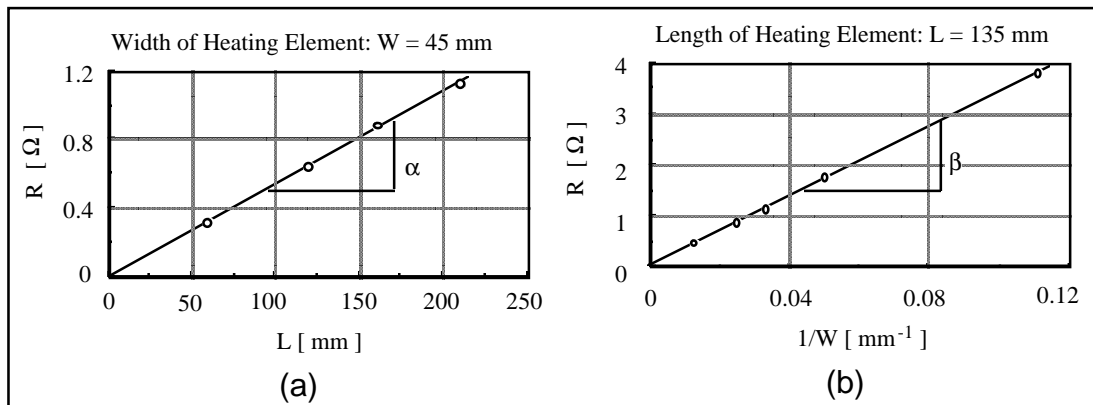 Width of Heating Element: W = 45 mm
1.2
0.8
0.4
0
R [ Ω ]
α
0 50 100 150 200 250
L [ mm ]
(a)
Length of Heating Element: L = 135 mm
4
3
2
1
0
R [ Ω ]
β
0 0.04 0.08 0.12
1/W [ mm⁻¹ ]
(b)